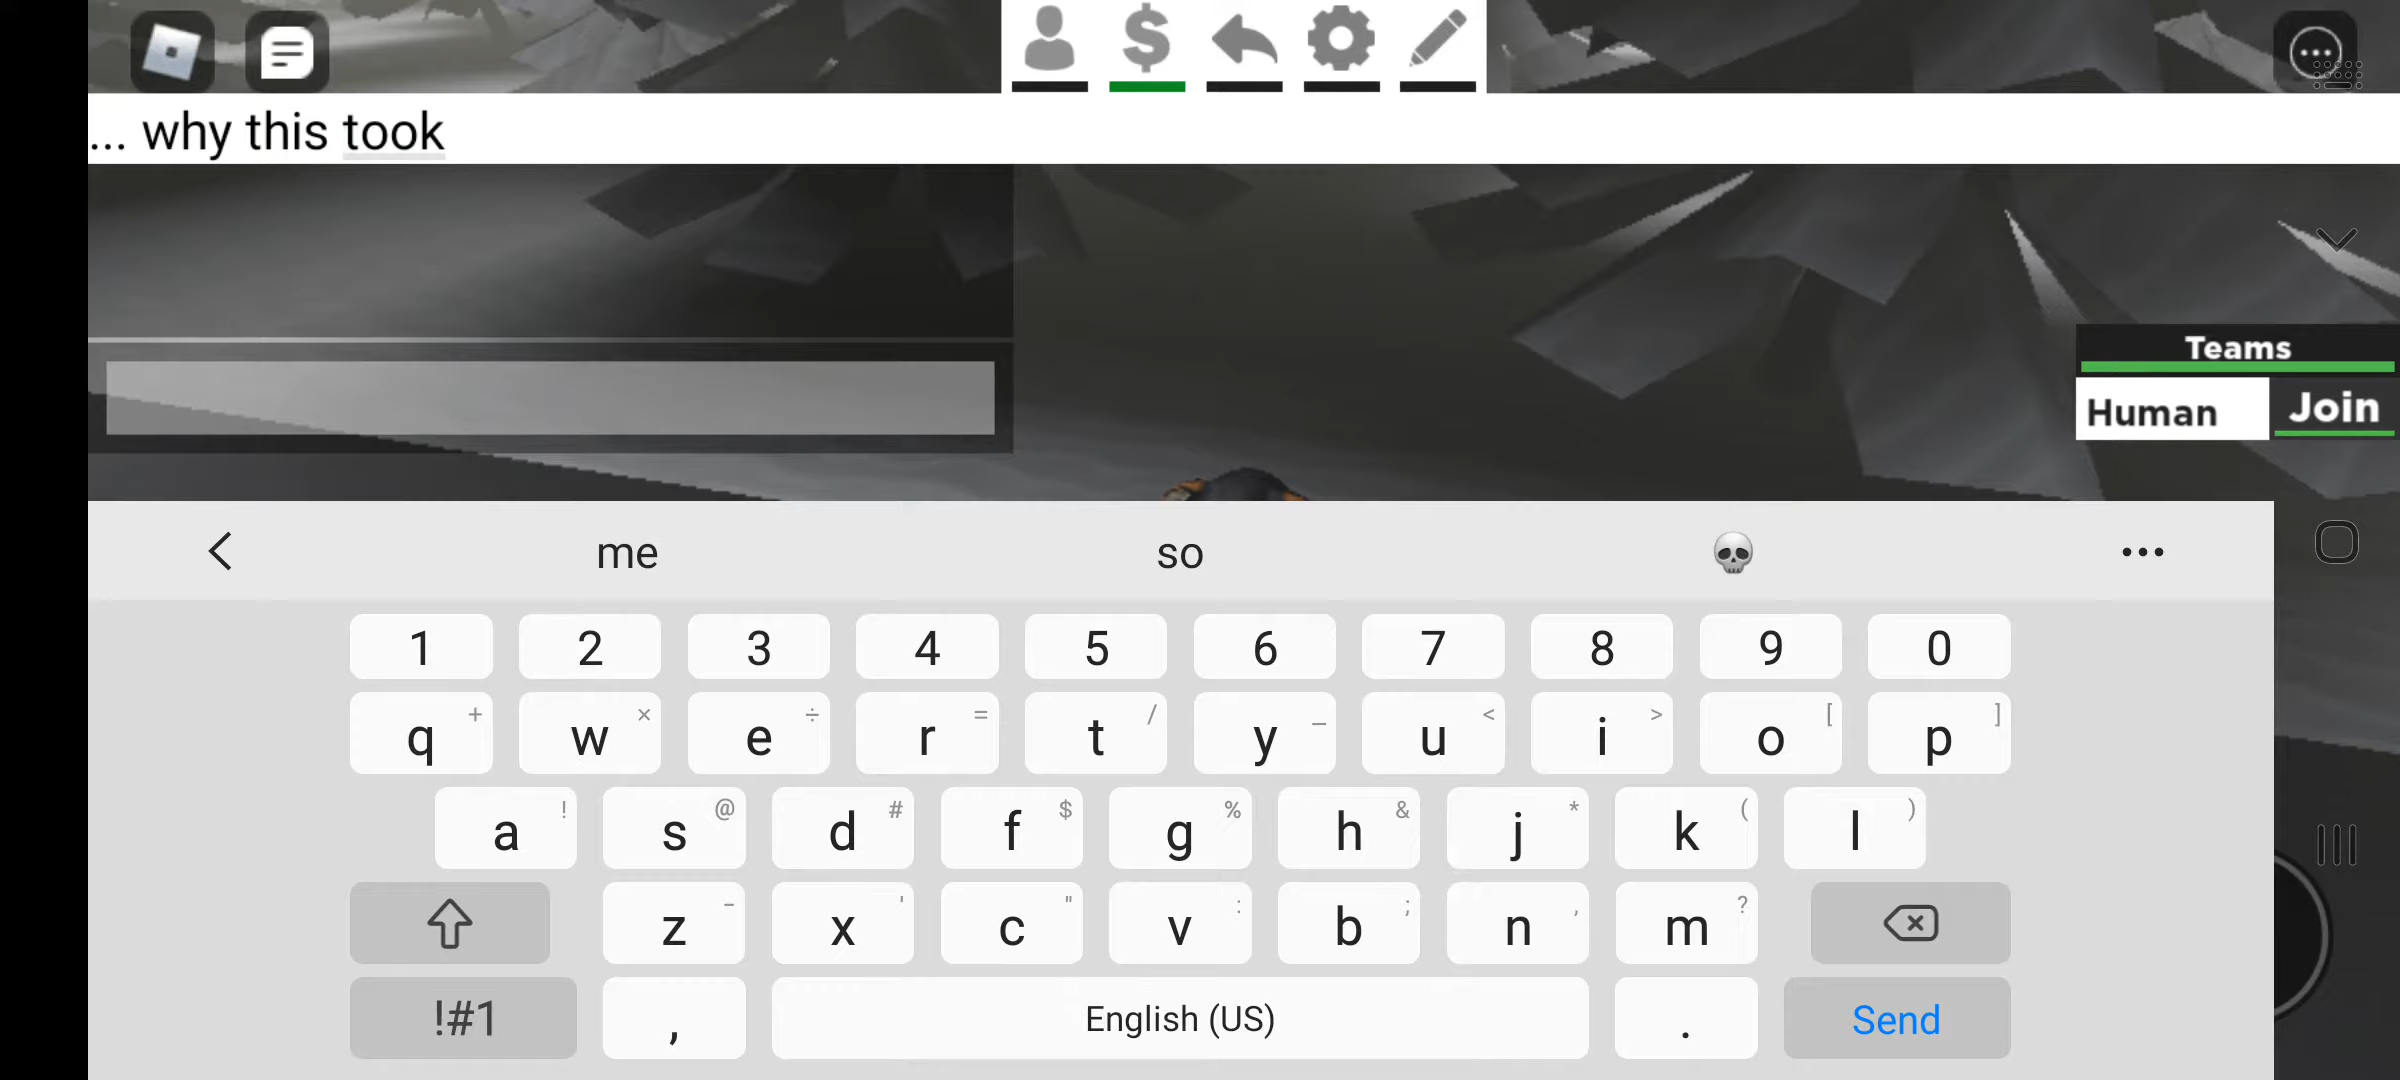 $
... why this took
Teams
Human Join
me so 💀 ...
1 2 3 4 5 6 7 8 9 0
q + w × e ÷ r = t / y _ u < i > o [ p ]
a ! s @ d # f $ g % h & j * k ( l )
z - x ' c " v : b ; n , m ?
!#1 , English (US) . Send